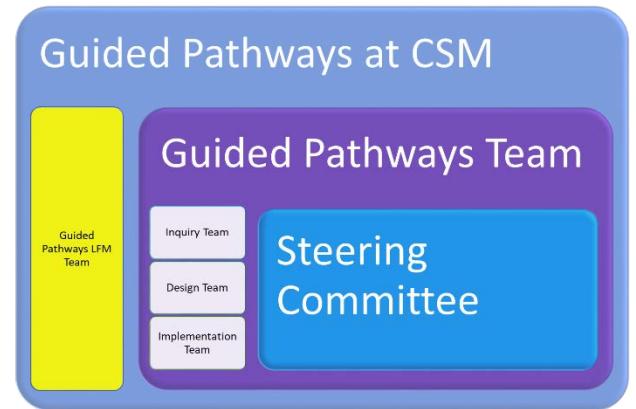 Guided Pathways at CSM
Guided
Pathways LFM
Team
Guided Pathways Team
Inquiry Team
Design Team
Implementation
Team
Steering
Committee